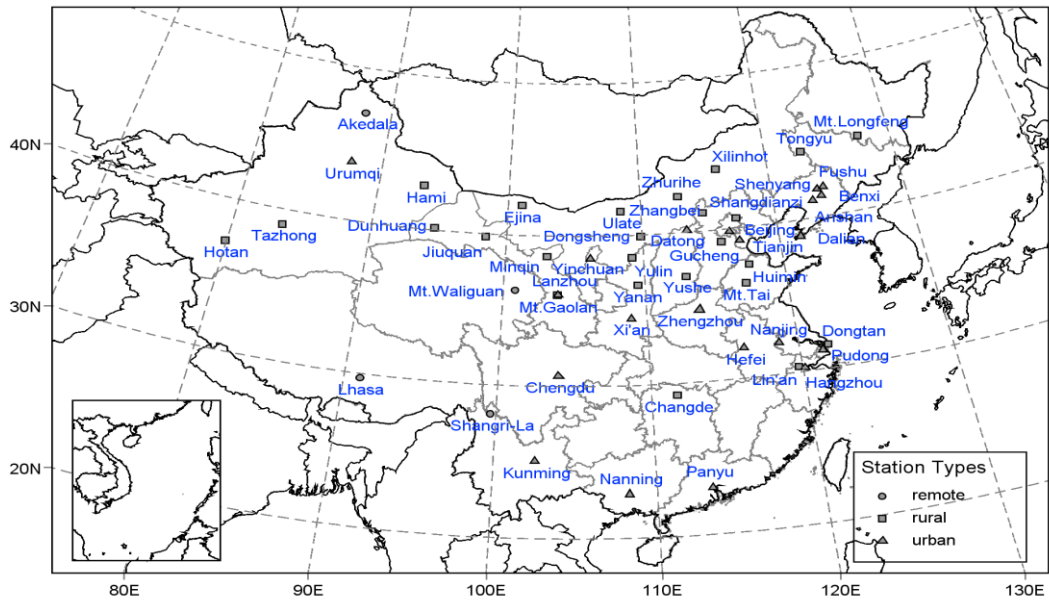 Mt.Longfeng
Akedala
Tongyu
40N
Xilinhot
Urumqi
Fushu
Zhurihe
Shenyang
Hami
Benxi
Zhangbei
Shangdianzi
Ejina
Anshan
Ulate
Dunhuang
Beijing
Tazhong
Dongsheng
Datong
Dalian
Hotan
Jiuquan
Tianjin
Gucheng
Minqin
Yinchuan
Yulin
Huimin
Lanzhou
Yushe
Mt.Waliguan
Mt.Tai
Yanan
30N
Mt.Gaolan
Zhengzhou
Xi'an
Nanjing
Dongtan
Hefei
Pudong
Lin'an
Hangzhou
Chengdu
Lhasa
Changde
Shangri-La
20N
Kunming
Nanning
Panyu
Station Types
remote
rural
urban
80E
90E
100E
110E
120E
130E